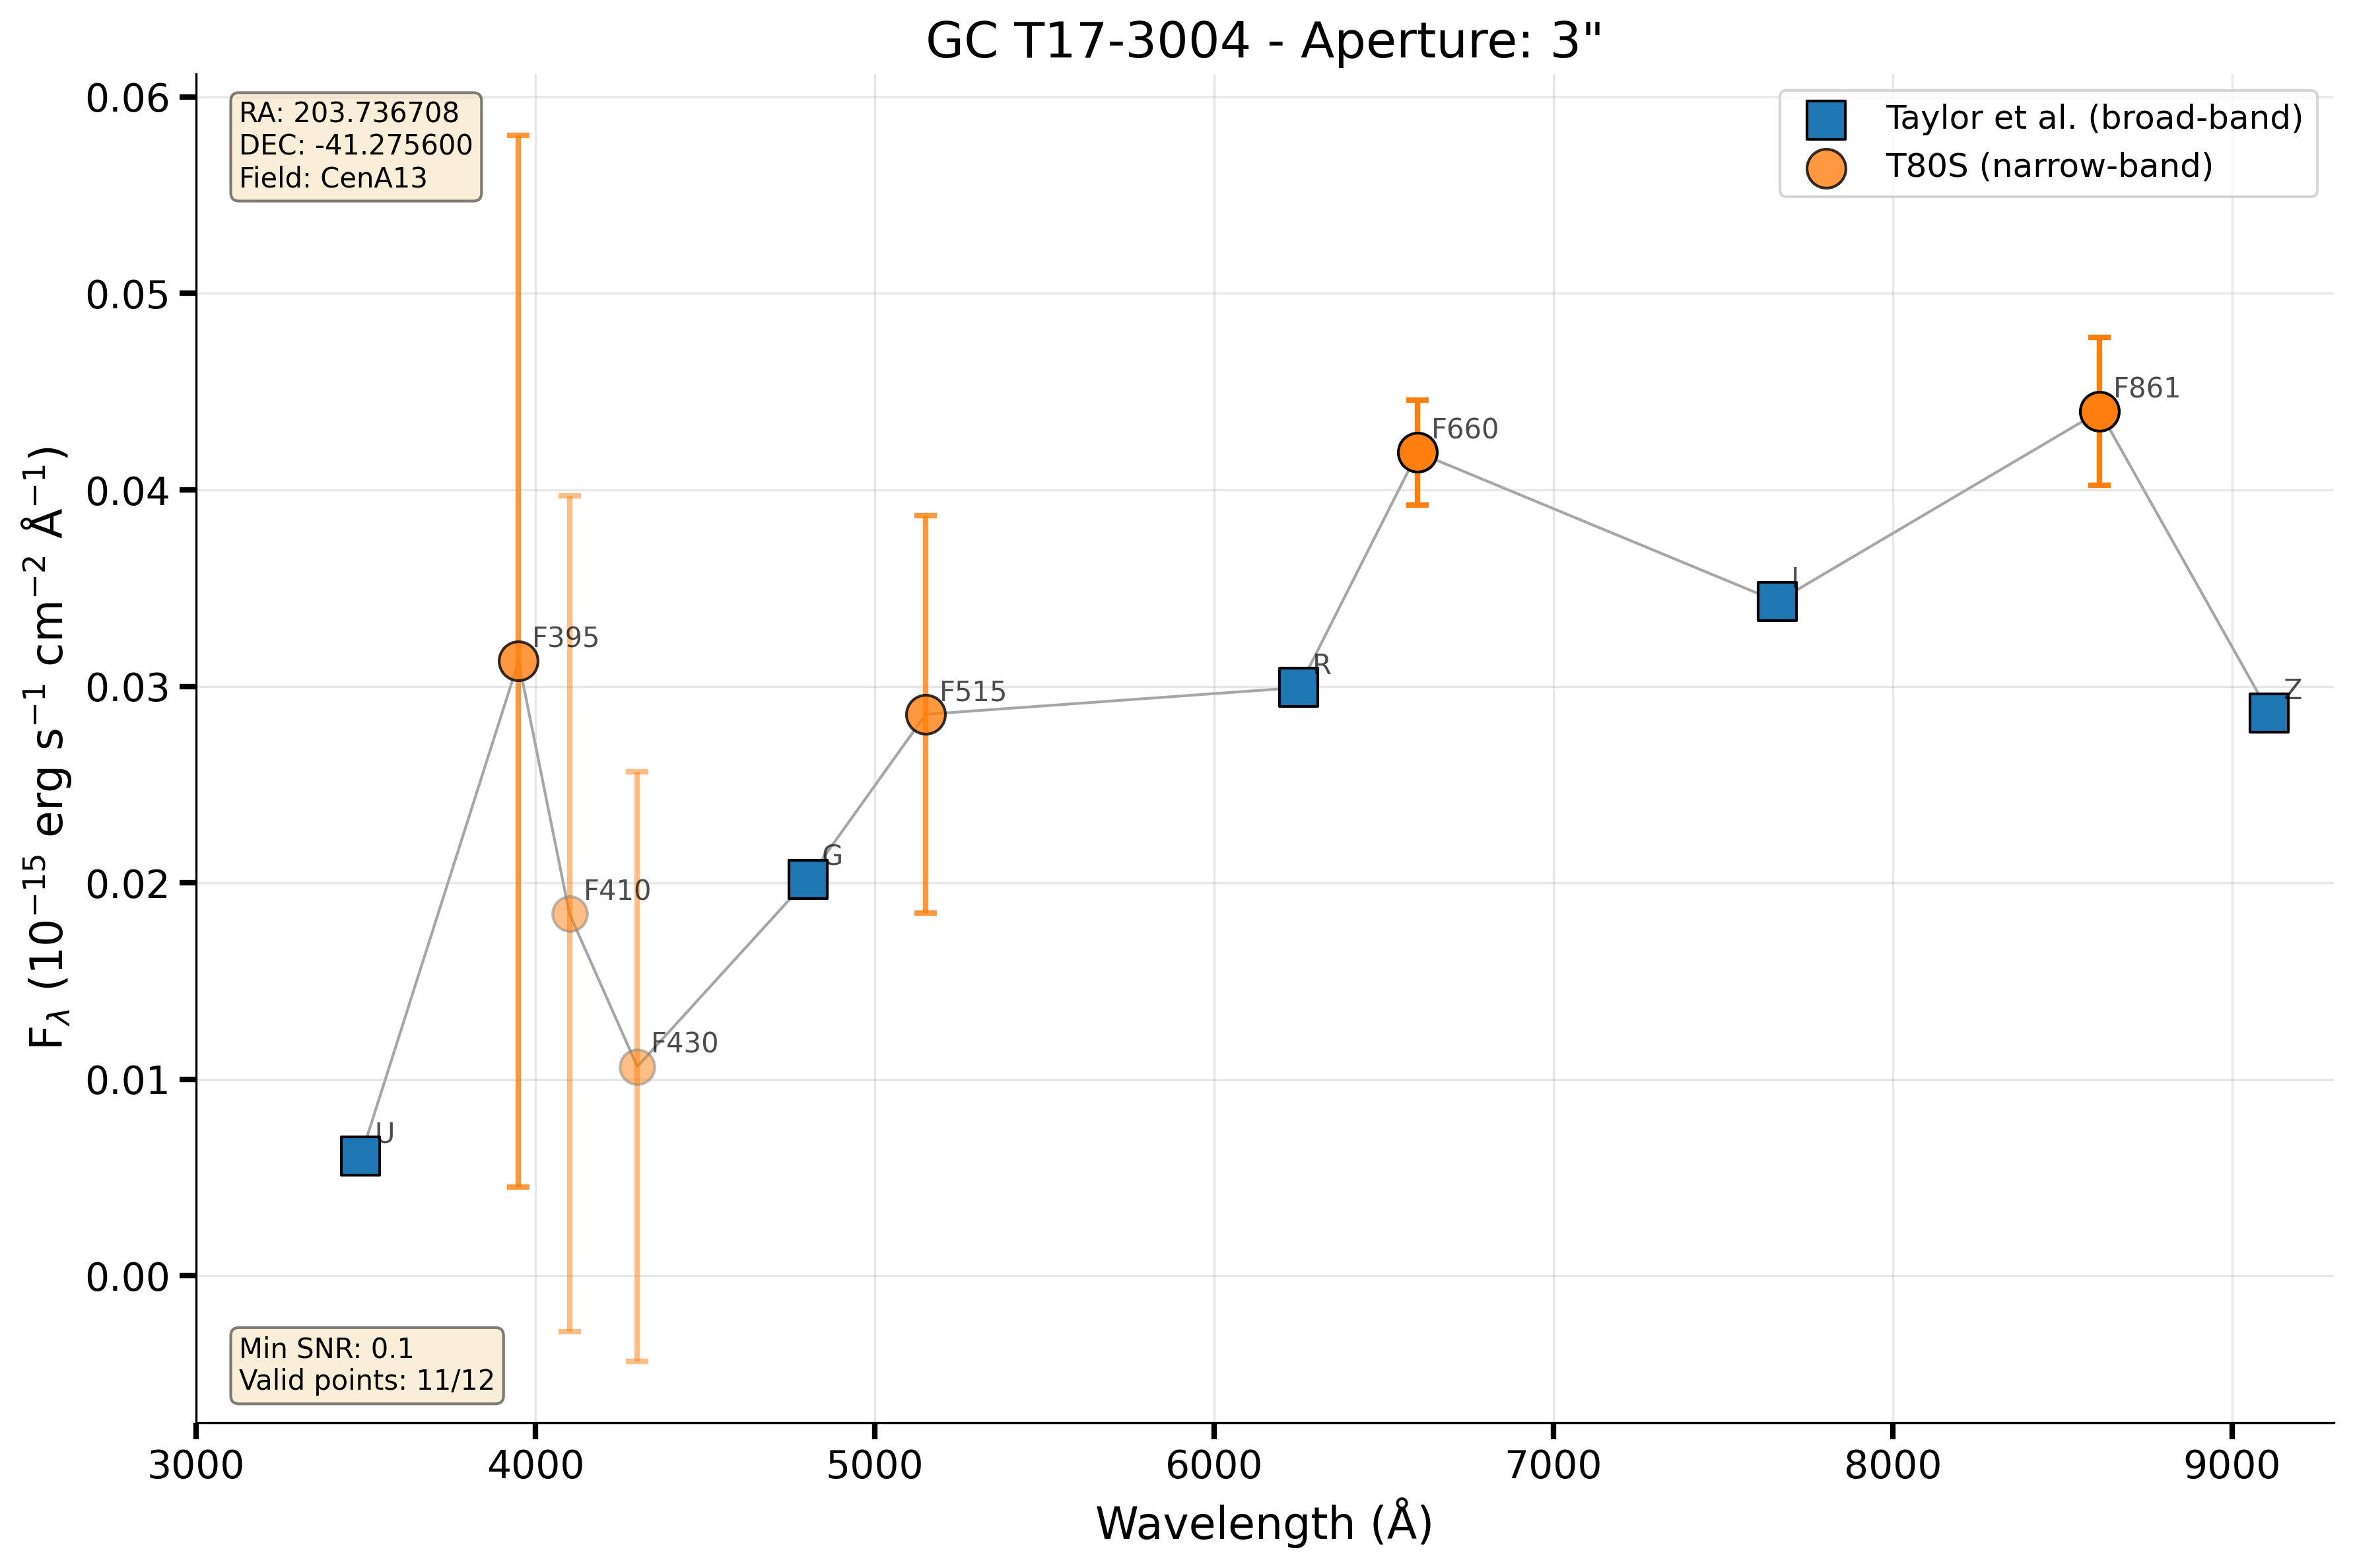 GC T17-3004 - Aperture: 3"
RA: 203.736708
DEC: -41.275600
Field: CenA13
Taylor et al. (broad-band)
T80S (narrow-band)
0.06
0.05
0.04
0.03
0.02
0.01
0.00
F$_{\lambda}$ (10$^{-15}$ erg s$^{-1}$ cm$^{-2}$ Å$^{-1}$)
U
F395
F410
F430
G
F515
R
F660
I
F861
Z
Min SNR: 0.1
Valid points: 11/12
3000 4000 5000 6000 7000 8000 9000
Wavelength (Å)